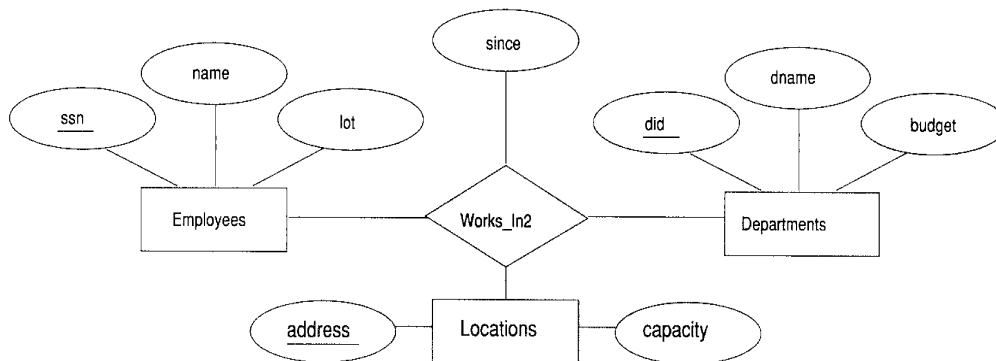 since
name
dname
ssn
lot
did
budget
Employees
Works_In2
Departments
address
Locations
capacity